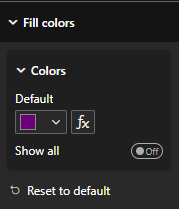 Fill colors
Colors
Default
fx
Show all
Off
Reset to default